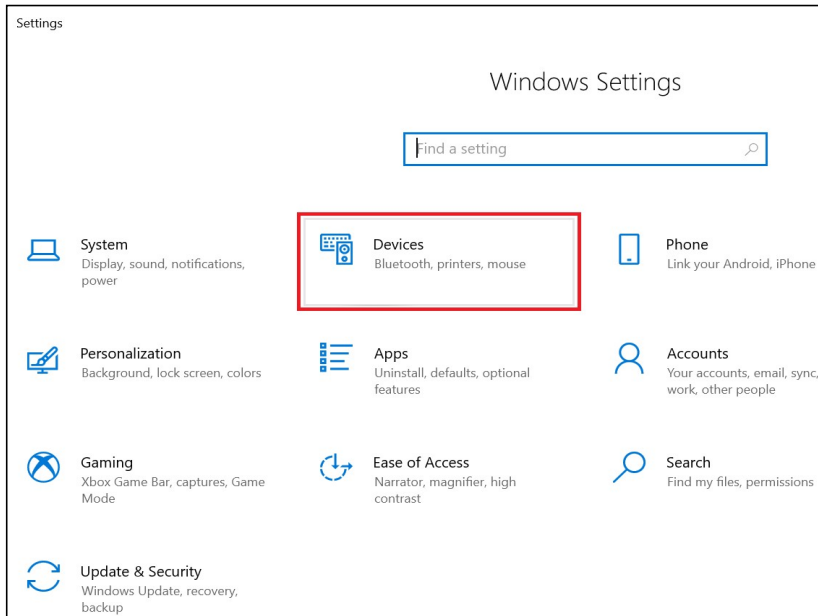 Settings
Windows Settings
Find a setting
System
Display, sound, notifications,
power
Devices
Bluetooth, printers, mouse
Phone
Link your Android, iPhone
Personalization
Background, lock screen, colors
Apps
Uninstall, defaults, optional
features
Accounts
Your accounts, email, sync,
work, other people
Gaming
Xbox Game Bar, captures, Game
Mode
Ease of Access
Narrator, magnifier, high
contrast
Search
Find my files, permissions
Update & Security
Windows Update, recovery,
backup